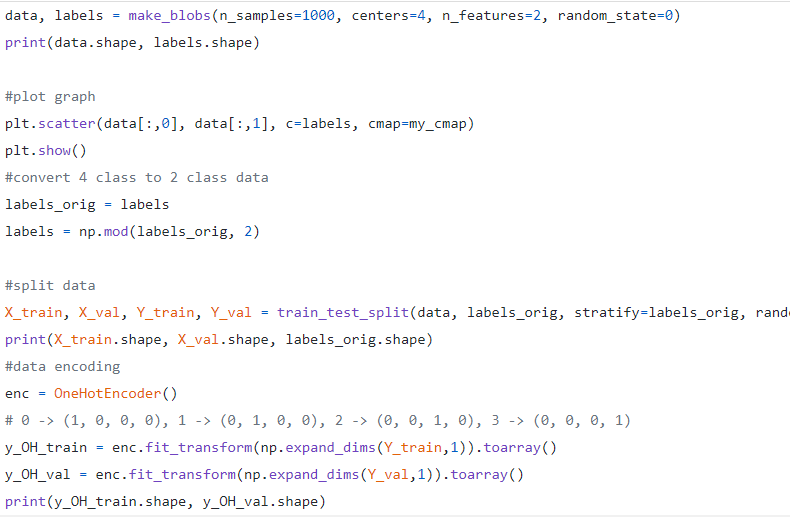 data, labels = make_blobs(n_samples=1000, centers=4, n_features=2, random_state=0)
print(data.shape, labels.shape)
#plot graph
plt.scatter(data[:,0], data[:,1], c=labels, cmap=my_cmap)
plt.show()
#convert 4 class to 2 class data
labels_orig = labels
labels = np.mod(labels_orig, 2)
#split data
X_train, X_val, Y_train, Y_val = train_test_split(data, labels_orig, stratify=labels_orig, rand
print(X_train.shape, X_val.shape, labels_orig.shape)
#data encoding
enc = OneHotEncoder()
# 0 -> (1, 0, 0, 0), 1 -> (0, 1, 0, 0), 2 -> (0, 0, 1, 0), 3 -> (0, 0, 0, 1)
y_OH_train = enc.fit_transform(np.expand_dims(Y_train,1)).toarray()
y_OH_val = enc.fit_transform(np.expand_dims(Y_val,1)).toarray()
print(y_OH_train.shape, y_OH_val.shape)